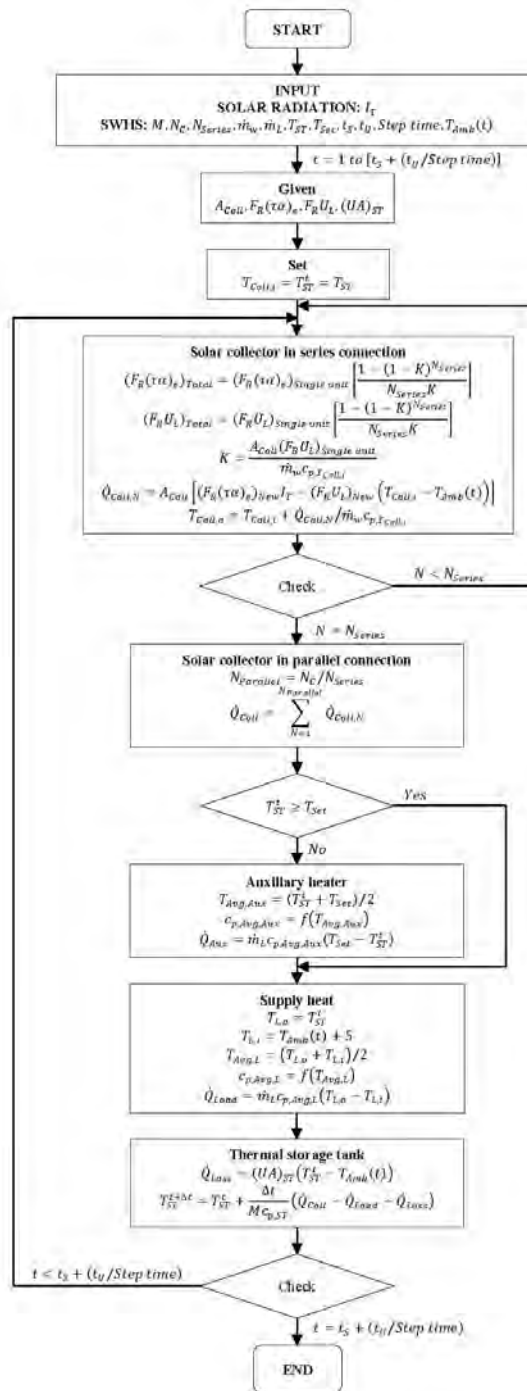 START
INPUT
SOLAR RADIATION: I_T
SWHS: M, N_C, N_Series, ṁ_w, ṁ_L, T_ST, T_Set, t_S, t_U, Step time, T_Amb(t)
t = 1 to [t_S + (t_U/Step time)]
Given
A_Coll, F_R(τα)_e, F_R U_L, (UA)_ST
Set
T_Coll,i = T_ST^t = T_ST
Solar collector in series connection
(F_R(τα)_e)_Total = (F_R(τα)_e)_Single unit [(1 − (1 − K)^N_Series)/(N_Series K)]
(F_R U_L)_Total = (F_R U_L)_Single unit [(1 − (1 − K)^N_Series)/(N_Series K)]
K = A_Coll(F_R U_L)_Single unit / ṁ_w c_p,T_Coll,i
Q̇_Coll,N = A_Coll [(F_R(τα)_e)_New I_T − (F_R U_L)_New (T_Coll,i − T_Amb(t))]
T_Coll,o = T_Coll,i + Q̇_Coll,N/ṁ_w c_p,T_Coll,i
Check
N < N_Series
N = N_Series
Solar collector in parallel connection
N_Parallel = N_C/N_Series
Q̇_Coll = ∑_{N=1}^{N_Parallel} Q̇_Coll,N
T_ST^t ≥ T_Set
Yes
No
Auxiliary heater
T_Avg,Aux = (T_ST^t + T_Set)/2
c_p,Avg,Aux = f(T_Avg,Aux)
Q̇_Aux = ṁ_L c_p,Avg,Aux(T_Set − T_ST^t)
Supply heat
T_L,o = T_ST^t
T_L,i = T_Amb(t) + 5
T_Avg,L = (T_L,o + T_L,i)/2
c_p,Avg,L = f(T_Avg,L)
Q̇_Load = ṁ_L c_p,Avg,L(T_L,o − T_L,i)
Thermal storage tank
Q̇_Loss = (UA)_ST(T_ST^t − T_Amb(t))
T_ST^{t+Δt} = T_ST^t + Δt/(M c_p,ST) (Q̇_Coll − Q̇_Load − Q̇_Loss)
t < t_S + (t_U/Step time)
Check
t = t_S + (t_U/Step time)
END